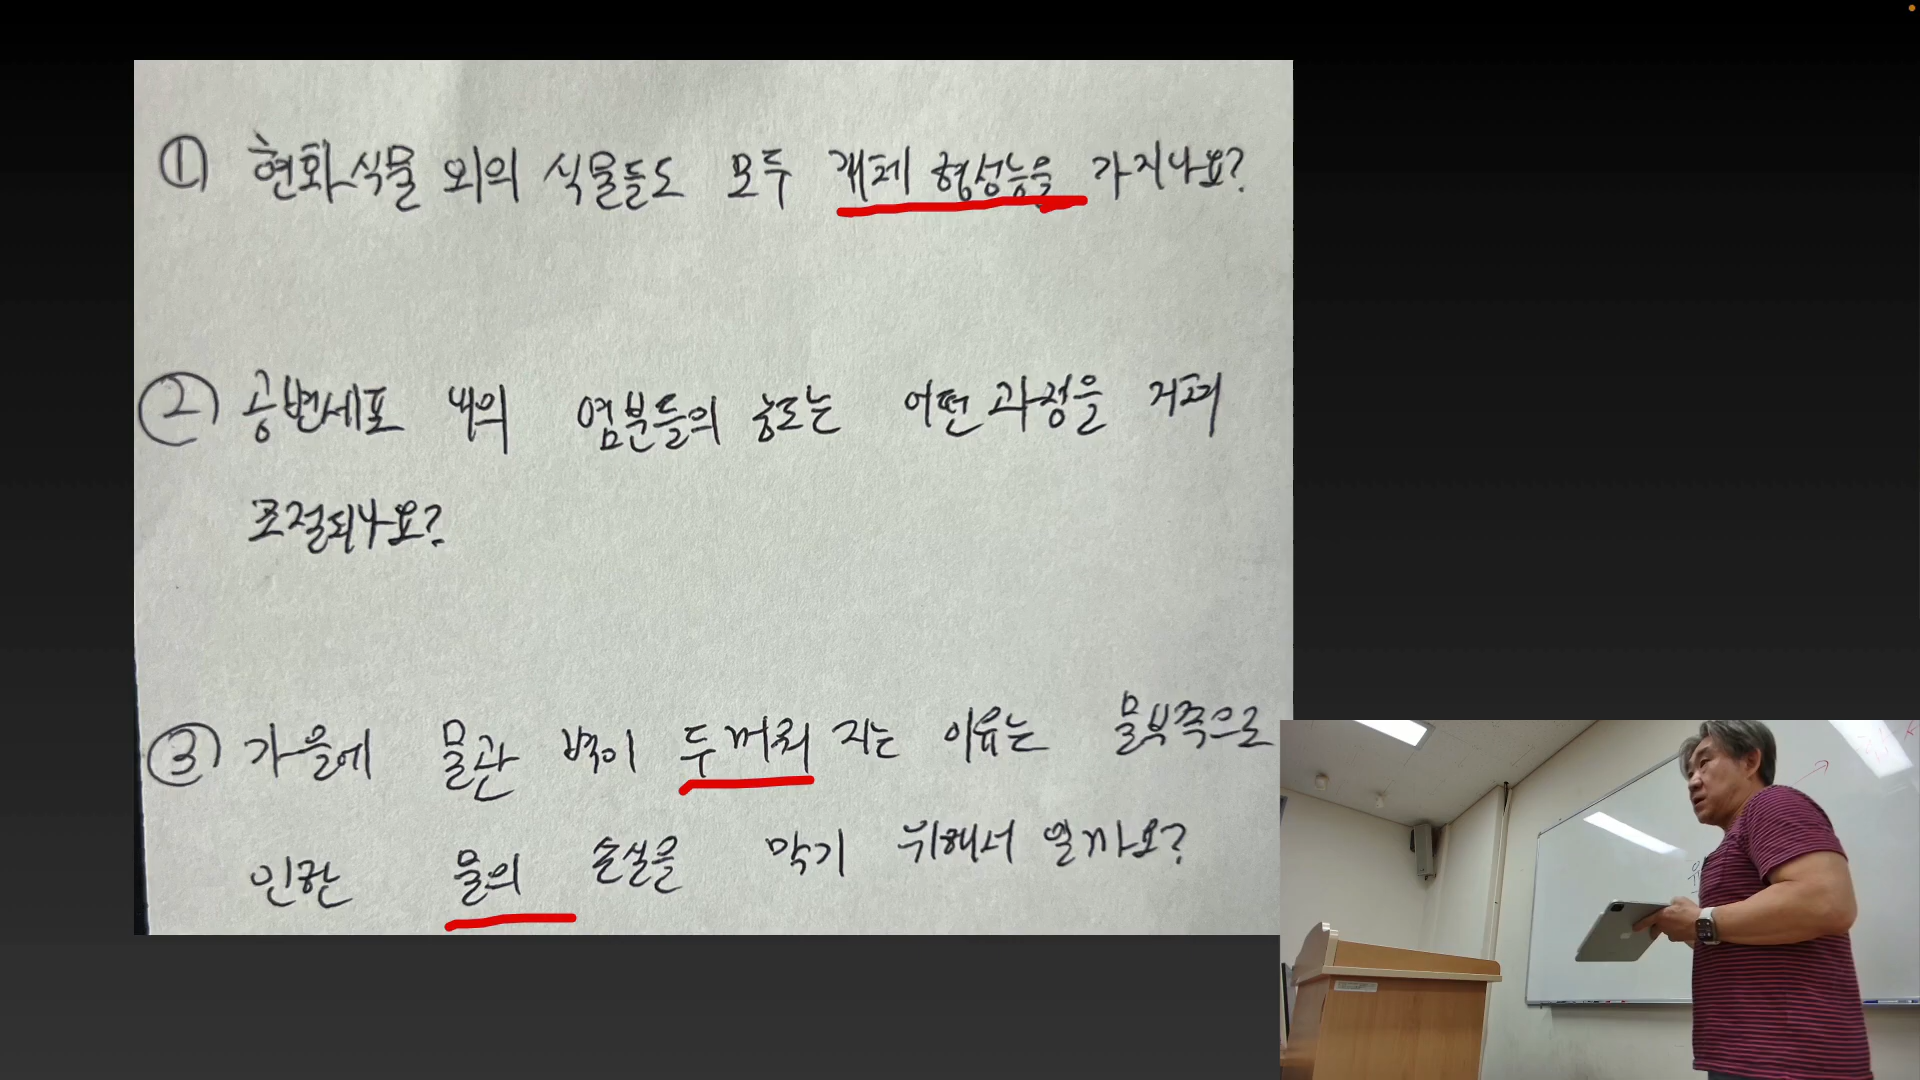 ① 현화식물 외의 식물들도 모두 개체 형성능을 가지나요?
② 공변세포 내의 염분들의 농도는 어떤 과정을 거쳐
조절되나요?
③ 가을에 물관 벽이 두꺼워 지는 이유는 물부족으로
인한 물의 손실을 막기 위해서 일까요?